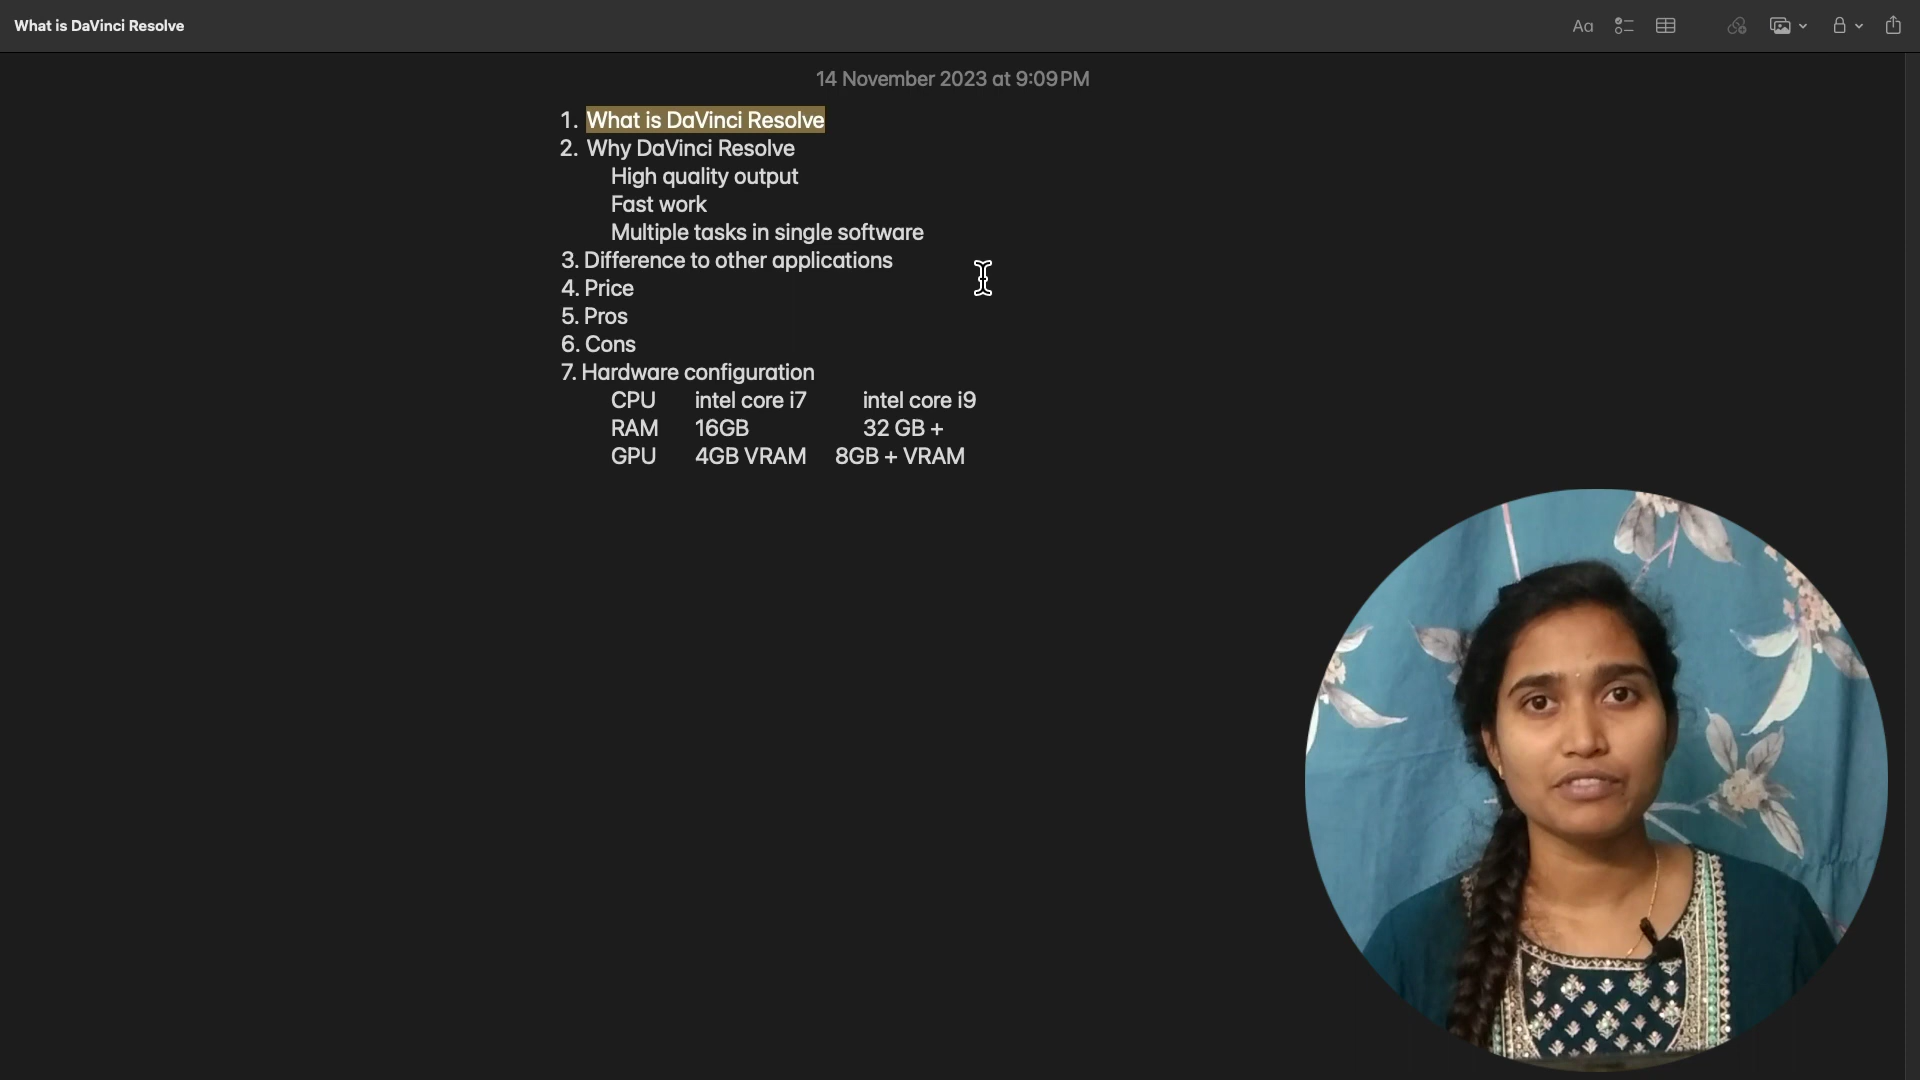 What is DaVinci Resolve
Aa
14 November 2023 at 9:09 PM
1. What is DaVinci Resolve
2. Why DaVinci Resolve
High quality output
Fast work
Multiple tasks in single software
3. Difference to other applications
4. Price
5. Pros
6. Cons
7. Hardware configuration
CPU intel core i7 intel core i9
RAM 16GB 32 GB +
GPU 4GB VRAM 8GB + VRAM